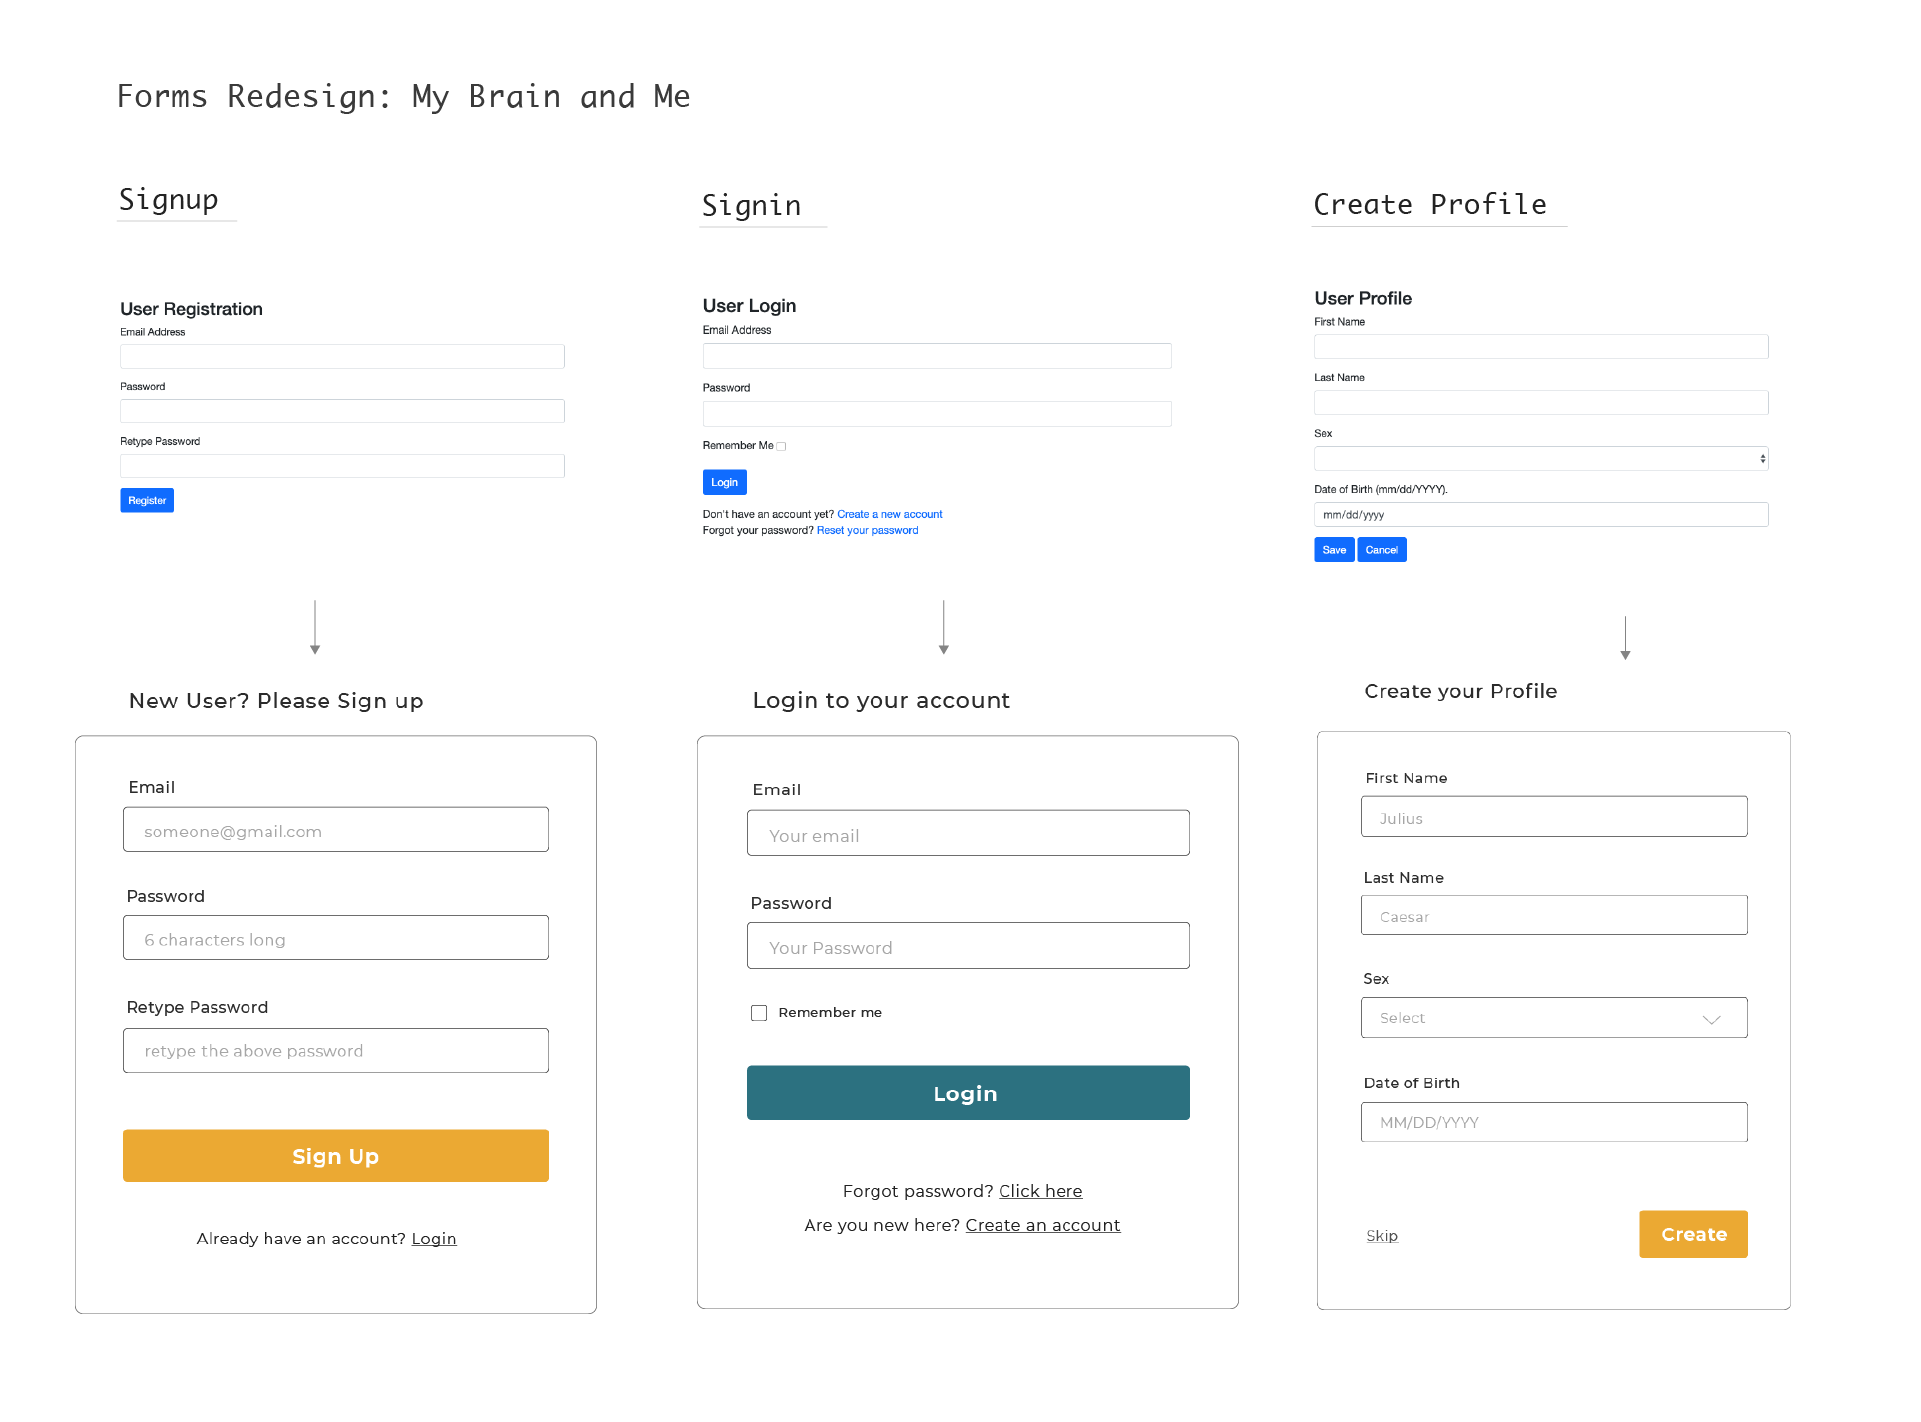 Forms Redesign: My Brain and Me
Signup
User Registration
Email Address
Password
Retype Password
Register
New User? Please Sign up
Email
someone@gmail.com
Password
6 characters long
Retype Password
retype the above password
Sign Up
Already have an account? Login
Signin
User Login
Email Address
Password
Remember Me
Login
Don't have an account yet? Create a new account
Forgot your password? Reset your password
Login to your account
Email
Your email
Password
Your Password
Remember me
Login
Forgot password? Click here
Are you new here? Create an account
Create Profile
User Profile
First Name
Last Name
Sex
Date of Birth (mm/dd/YYYY).
mm/dd/yyyy
Save Cancel
Create your Profile
First Name
Julius
Last Name
Caesar
Sex
Select
Date of Birth
MM/DD/YYYY
Skip
Create